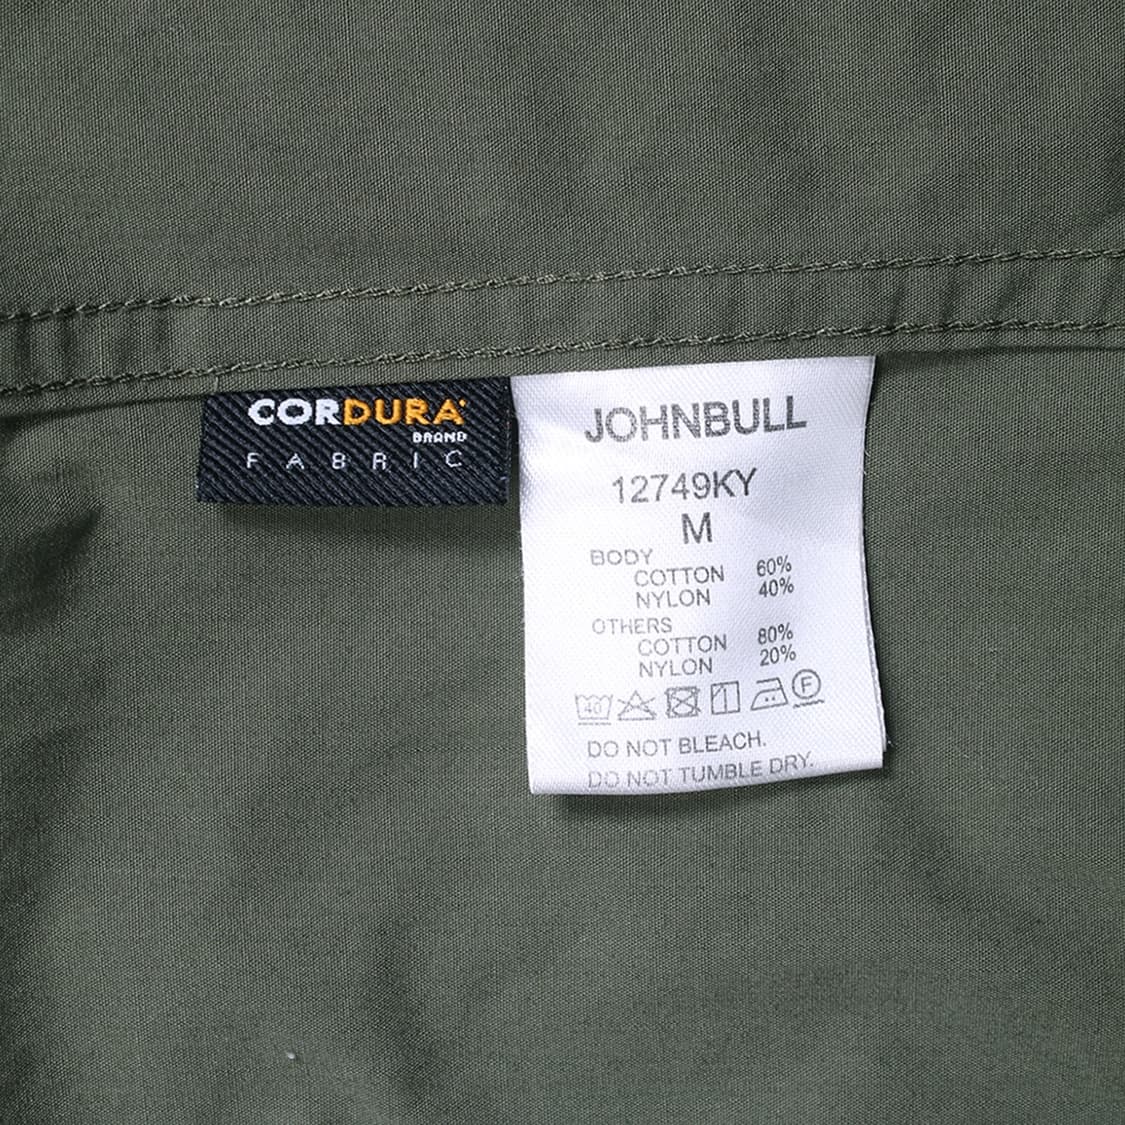 CORDURA
BRAND
FABRIC
JOHNBULL
12749KY
M
BODY
COTTON 60%
NYLON 40%
OTHERS
COTTON 80%
NYLON 20%
40 F
DO NOT BLEACH.
DO NOT TUMBLE DRY.